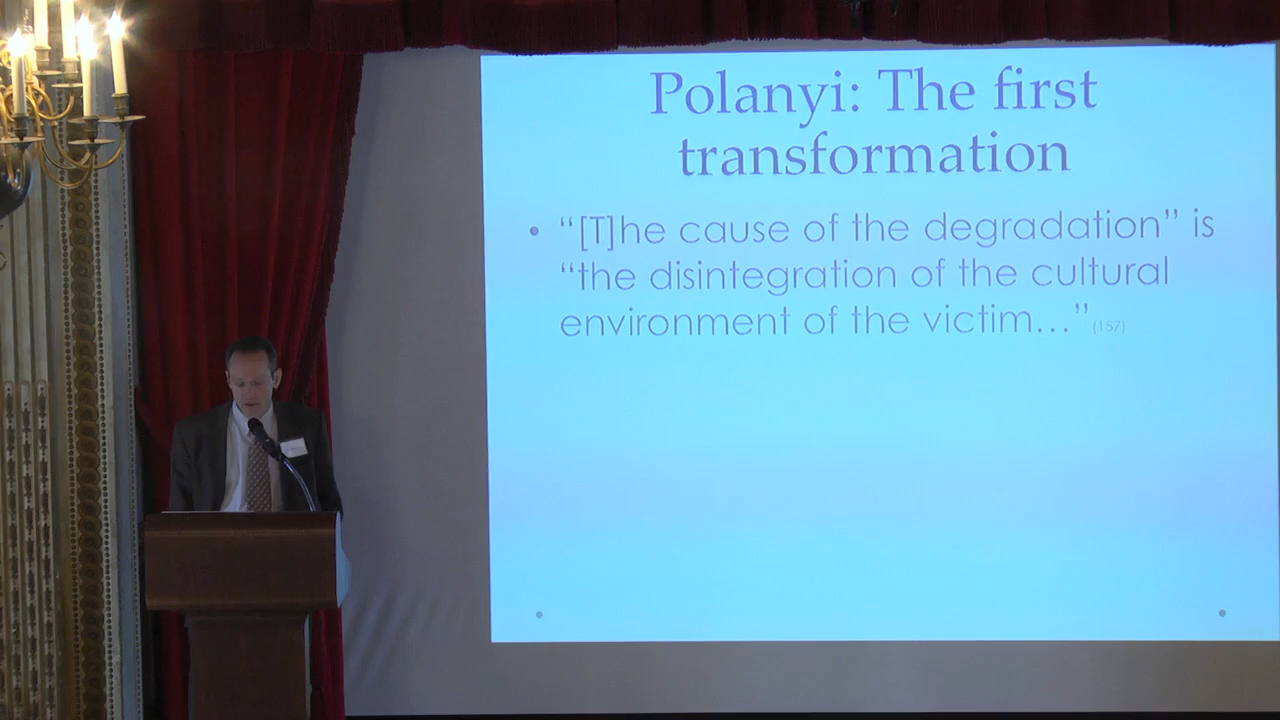 Polanyi: The first
transformation
• “[T]he cause of the degradation” is
“the disintegration of the cultural
environment of the victim…” (157)